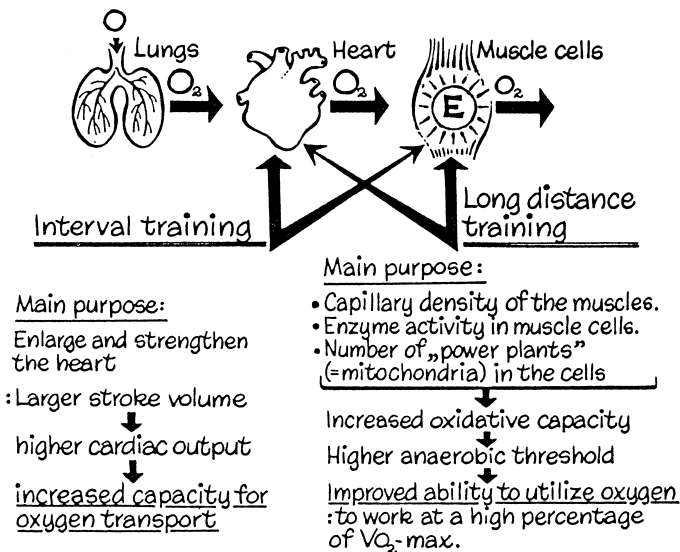 O
Lungs
O₂
Heart
O₂
Muscle cells
E
O₂
Interval training
Long distance
training
Main purpose:
Enlarge and strengthen
the heart
:Larger stroke volume
higher cardiac output
increased capacity for
oxygen transport
Main purpose:
•Capillary density of the muscles.
•Enzyme activity in muscle cells.
•Number of „power plants”
(=mitochondria) in the cells
Increased oxidative capacity
Higher anaerobic threshold
Improved ability to utilize oxygen
:to work at a high percentage
of VO₂-max.